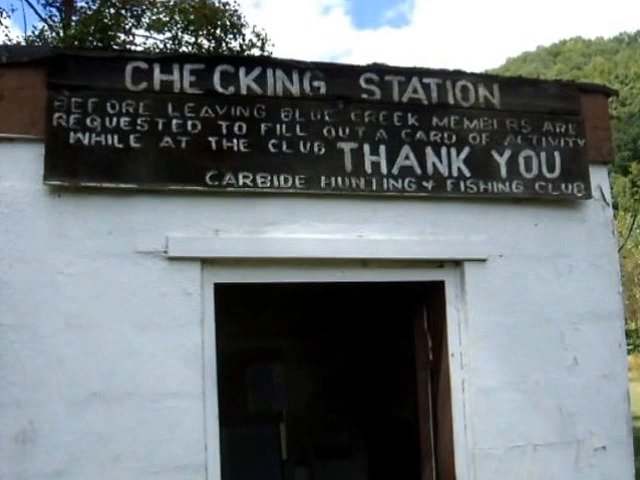 CHECKING STATION
BEFORE LEAVING BLUE CREEK MEMBERS ARE
REQUESTED TO FILL OUT A CARD OF ACTIVITY
WHILE AT THE CLUB THANK YOU
CARBIDE HUNTING & FISHING CLUB